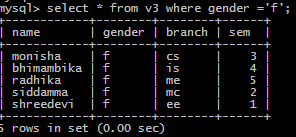 mysql> select * from v3 where gender ='f';
+------------+--------+--------+------+
| name       | gender | branch | sem  |
+------------+--------+--------+------+
| monisha    | f      | cs     |    3 |
| bhimambika | f      | is     |    4 |
| radhika    | f      | me     |    5 |
| siddamma   | f      | mc     |    2 |
| shreedevi  | f      | ee     |    1 |
+------------+--------+--------+------+
5 rows in set (0.00 sec)